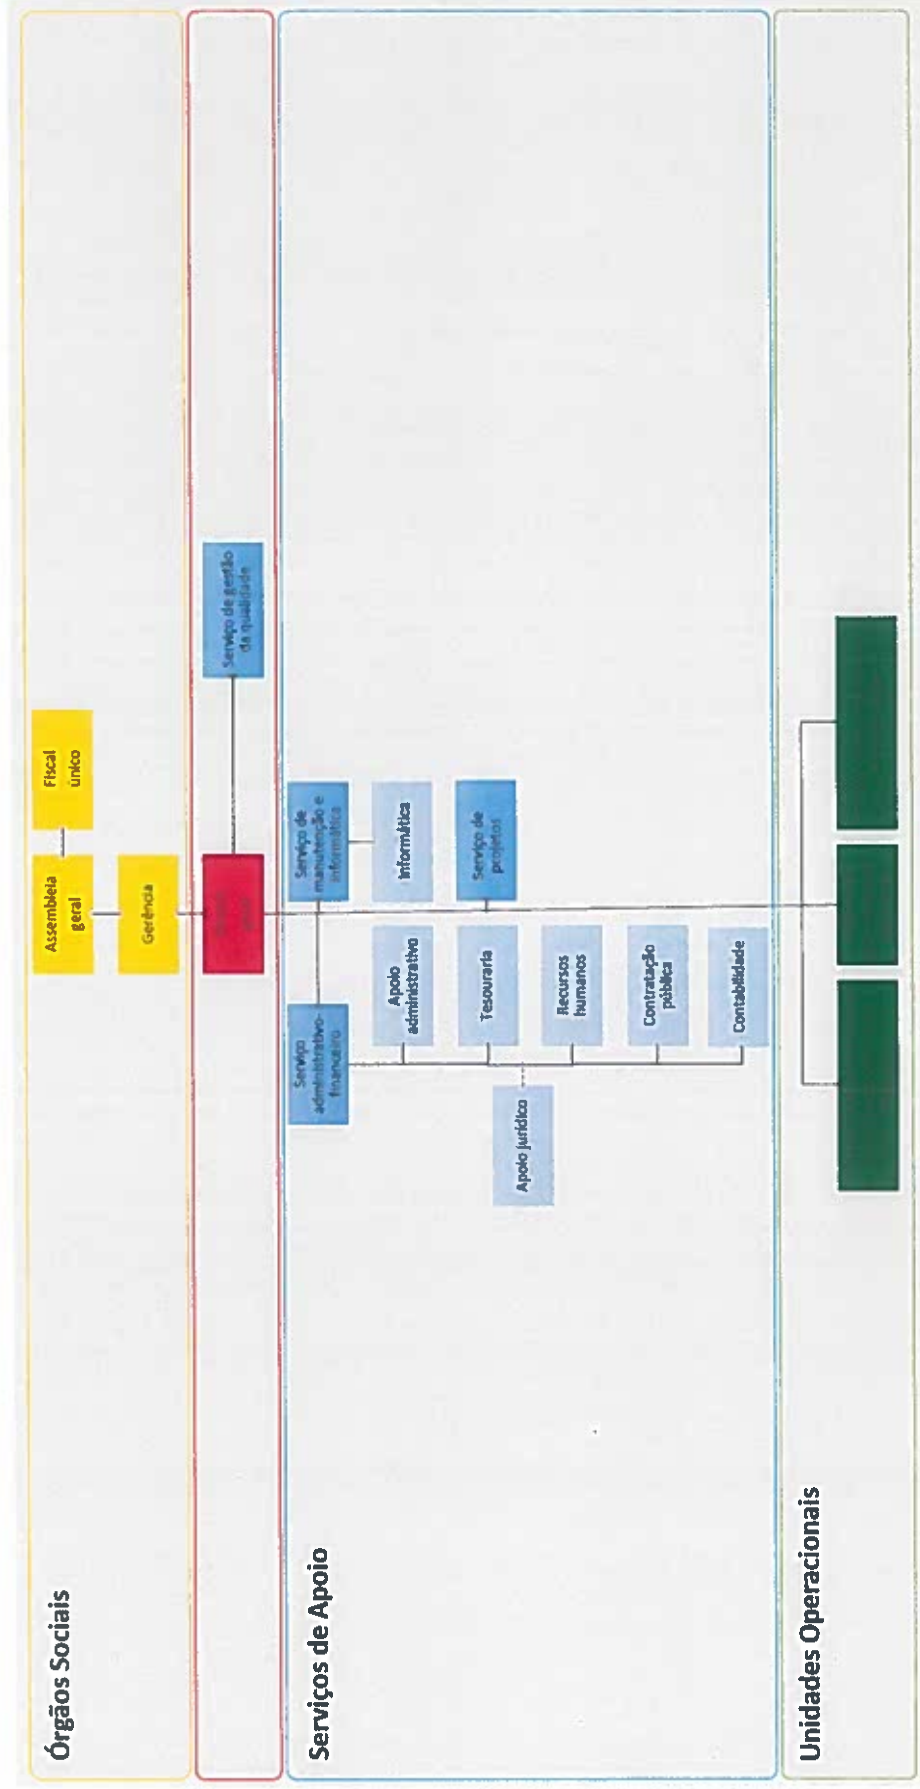 Órgãos Sociais
Assembleia
geral
Fiscal
único
Gerência
Serviço de gestão
da qualidade
Serviços de Apoio
Serviço
administrativo-
financeiro
Serviço de
manutenção e
informática
Apoio
administrativo
Informática
Tesouraria
Serviço de
projetos
Apoio jurídico
Recursos
humanos
Contratação
pública
Contabilidade
Unidades Operacionais